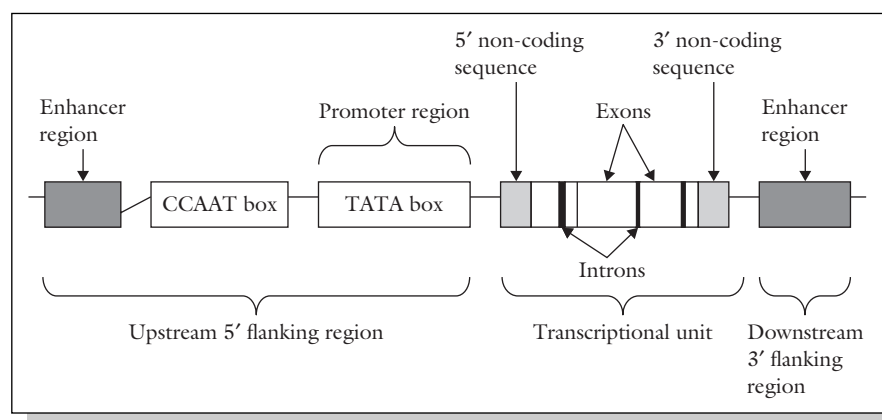 5′ non-coding
sequence
3′ non-coding
sequence
Enhancer
region
Promoter region
Exons
Enhancer
region
CCAAT box
TATA box
Introns
Upstream 5′ flanking region
Transcriptional unit
Downstream
3′ flanking
region